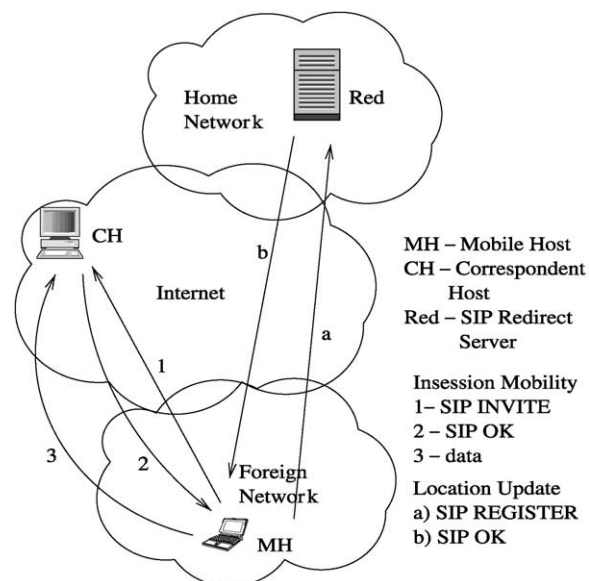 Home
Network
Red
CH
b
Internet
a
1
3
2
Foreign
Network
MH
MH – Mobile Host
CH – Correspondent
Host
Red – SIP Redirect
Server
Insession Mobility
1– SIP INVITE
2 – SIP OK
3 – data
Location Update
a) SIP REGISTER
b) SIP OK